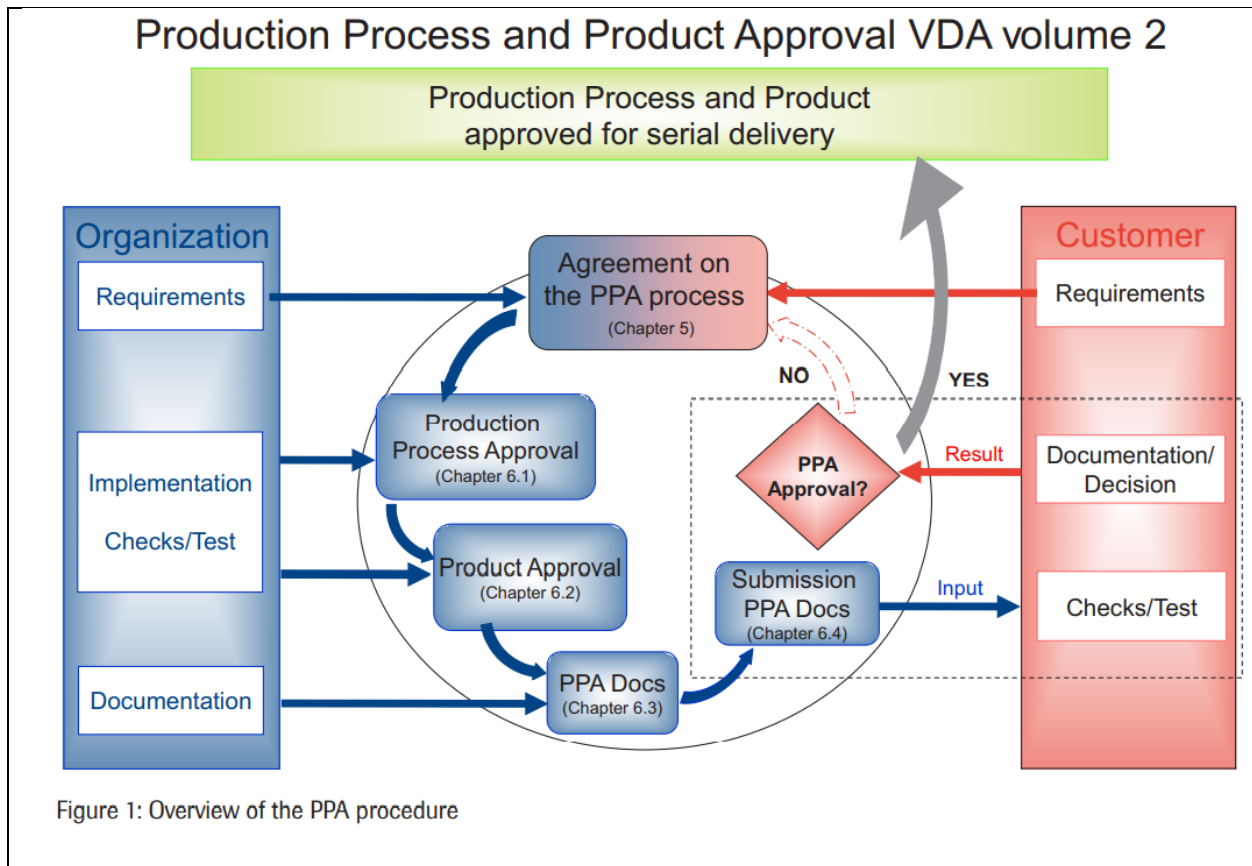 Production Process and Product Approval VDA volume 2
Production Process and Product
approved for serial delivery
Organization
Requirements
Implementation
Checks/Test
Documentation
Agreement on
the PPA process
(Chapter 5)
Production
Process Approval
(Chapter 6.1)
Product Approval
(Chapter 6.2)
PPA Docs
(Chapter 6.3)
Submission
PPA Docs
(Chapter 6.4)
PPA
Approval?
NO
YES
Result
Input
Customer
Requirements
Documentation/
Decision
Checks/Test
Figure 1: Overview of the PPA procedure